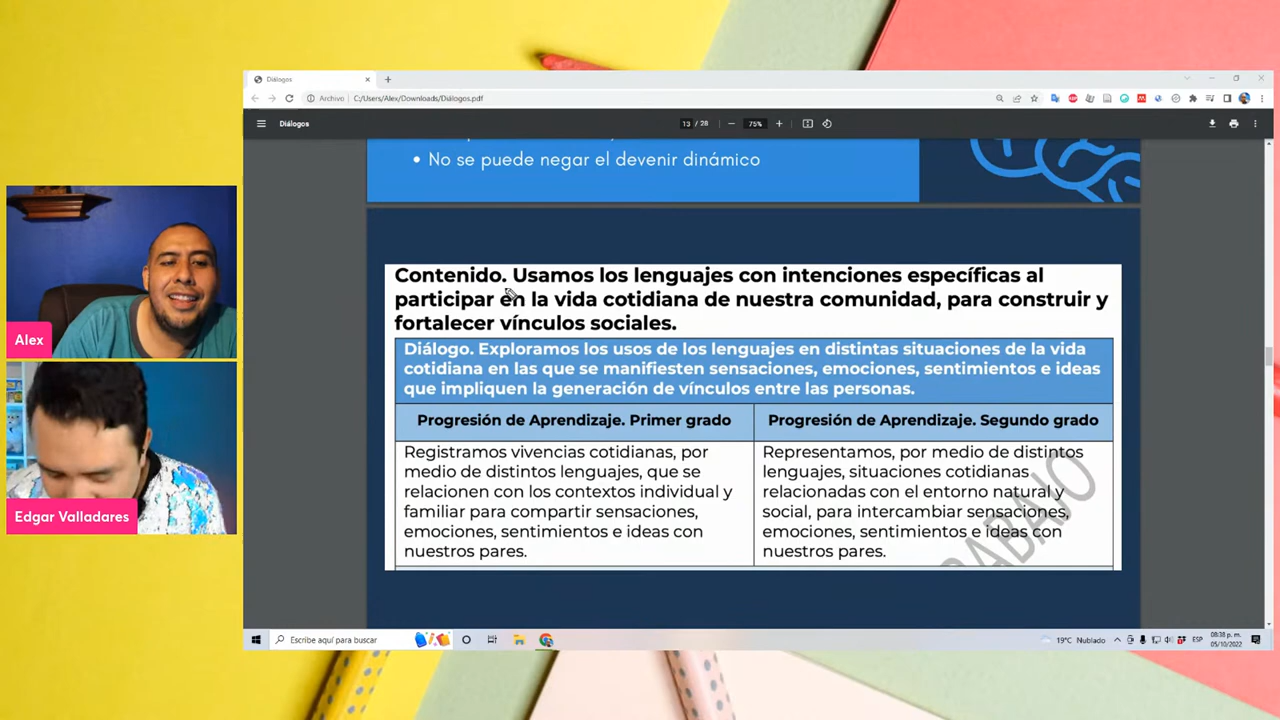 Diálogos
Archivo C:/Users/Alex/Downloads/Diálogos.pdf
Diálogos 13 / 28 75%
• No se puede negar el devenir dinámico
Contenido. Usamos los lenguajes con intenciones específicas al
participar en la vida cotidiana de nuestra comunidad, para construir y
fortalecer vínculos sociales.
Diálogo. Exploramos los usos de los lenguajes en distintas situaciones de la vida
cotidiana en las que se manifiesten sensaciones, emociones, sentimientos e ideas
que impliquen la generación de vínculos entre las personas.
Progresión de Aprendizaje. Primer grado
Registramos vivencias cotidianas, por
medio de distintos lenguajes, que se
relacionen con los contextos individual y
familiar para compartir sensaciones,
emociones, sentimientos e ideas con
nuestros pares.
Progresión de Aprendizaje. Segundo grado
Representamos, por medio de distintos
lenguajes, situaciones cotidianas
relacionadas con el entorno natural y
social, para intercambiar sensaciones,
emociones, sentimientos e ideas con
nuestros pares.
Alex
Edgar Valladares
Escribe aquí para buscar
19°C Nublado
ESP
08:38 p. m.
05/10/2022